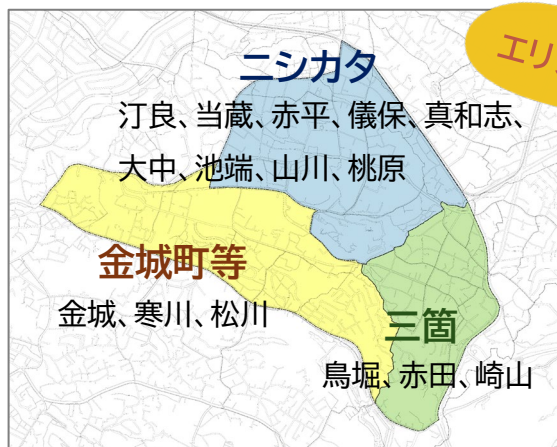 エリ
ニシカタ
汀良、当蔵、赤平、儀保、真和志、
大中、池端、山川、桃原
金城町等
金城、寒川、松川
三箇
鳥堀、赤田、崎山